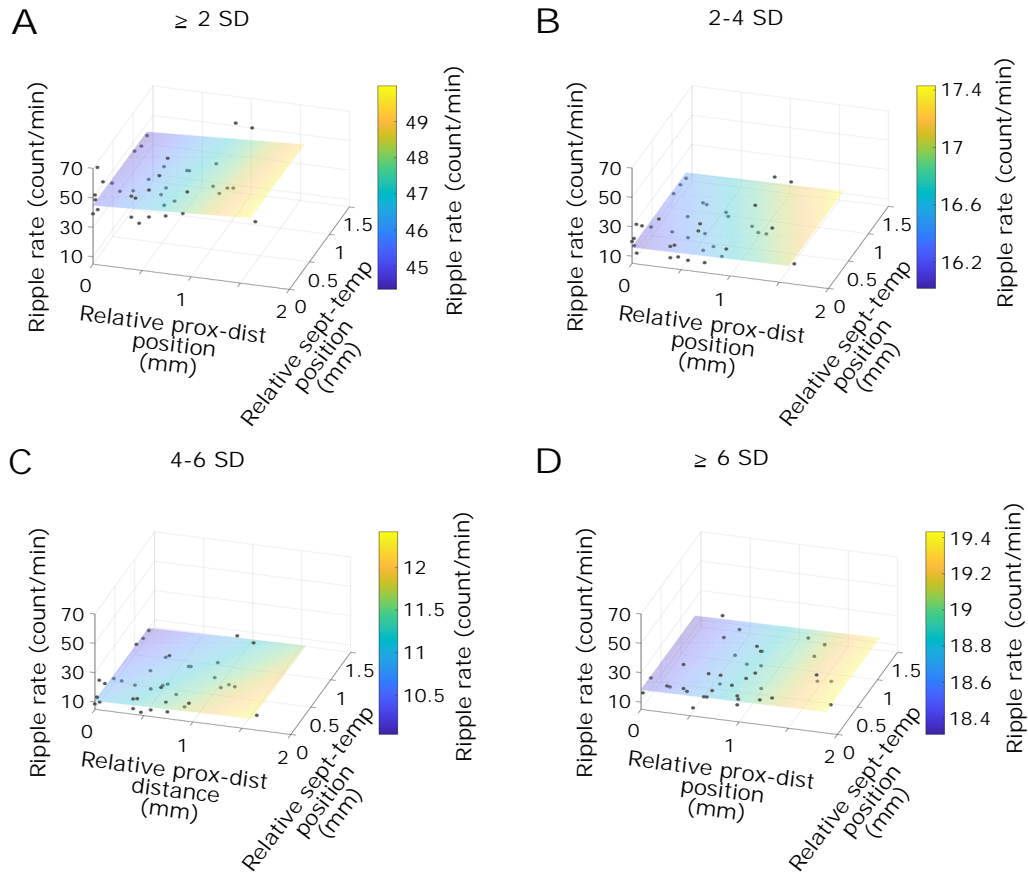 A
≥ 2 SD
Ripple rate (count/min)
70
50
30
10
0
1
2
0
0.5
1
1.5
Relative prox-dist
position
(mm)
Relative sept-temp
position
(mm)
49
48
47
46
45
Ripple rate (count/min)
B
2-4 SD
Ripple rate (count/min)
70
50
30
10
0
1
2
0
0.5
1
1.5
Relative prox-dist
position
(mm)
Relative sept-temp
position
(mm)
17.4
17
16.6
16.2
Ripple rate (count/min)
C
4-6 SD
Ripple rate (count/min)
70
50
30
10
0
1
2
0
0.5
1
1.5
Relative prox-dist
distance
(mm)
Relative sept-temp
position
(mm)
12
11.5
11
10.5
Ripple rate (count/min)
D
≥ 6 SD
Ripple rate (count/min)
70
50
30
10
0
1
2
0
0.5
1
1.5
Relative prox-dist
position
(mm)
Relative sept-temp
position
(mm)
19.4
19.2
19
18.8
18.6
18.4
Ripple rate (count/min)